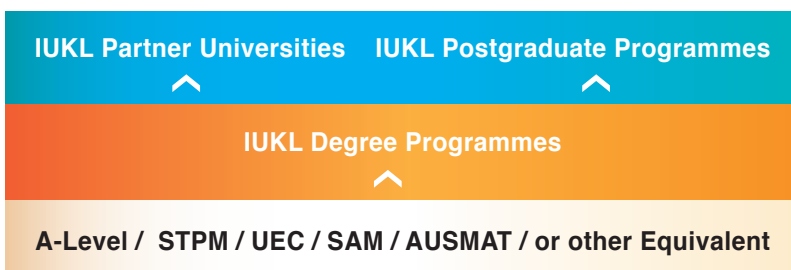 IUKL Partner Universities IUKL Postgraduate Programmes
IUKL Degree Programmes
A-Level / STPM / UEC / SAM / AUSMAT / or other Equivalent